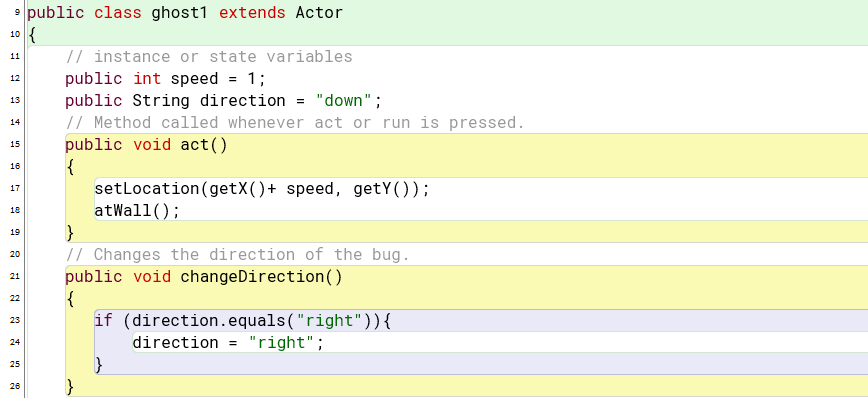 9 public class ghost1 extends Actor
10 {
11 // instance or state variables
12 public int speed = 1;
13 public String direction = "down";
14 // Method called whenever act or run is pressed.
15 public void act()
16 {
17 setLocation(getX()+ speed, getY());
18 atWall();
19 }
20 // Changes the direction of the bug.
21 public void changeDirection()
22 {
23 if (direction.equals("right")){
24 direction = "right";
25 }
26 }